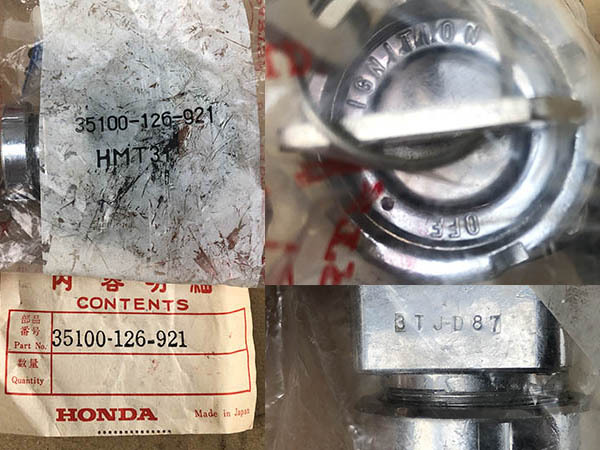 35100-126-921
HMT31
IGNITION
OFF
内容明細
CONTENTS
部品
番号
Part No. 35100-126-921
数量
Quantity
HONDA Made in Japan
BTJ-D87